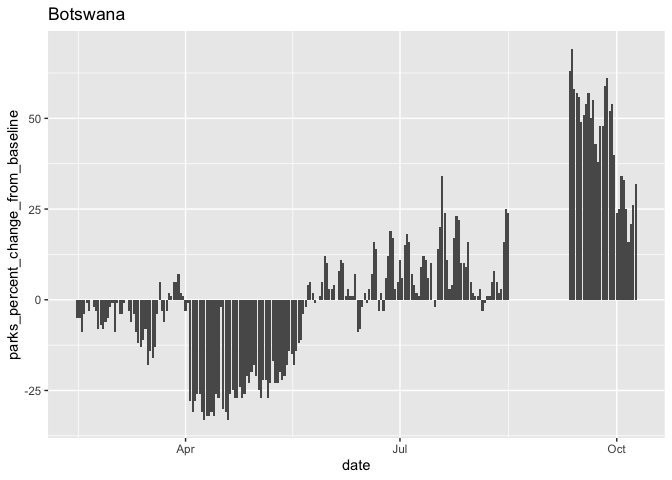 Botswana
parks_percent_change_from_baseline
50
25
0
-25
Apr
Jul
Oct
date